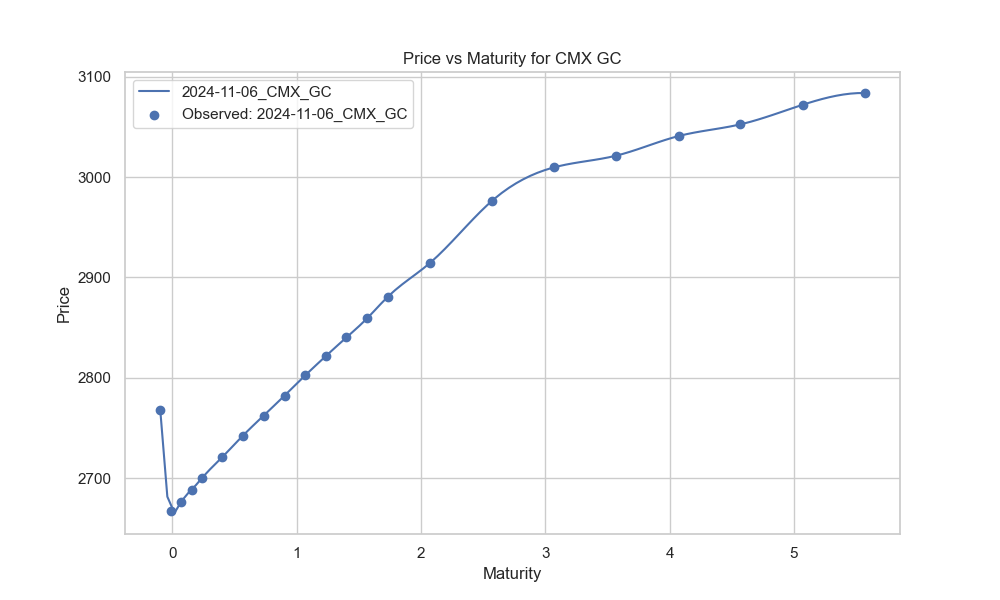 Price vs Maturity for CMX GC
2024-11-06_CMX_GC
Observed: 2024-11-06_CMX_GC
3100
3000
2900
2800
2700
Price
0 1 2 3 4 5
Maturity